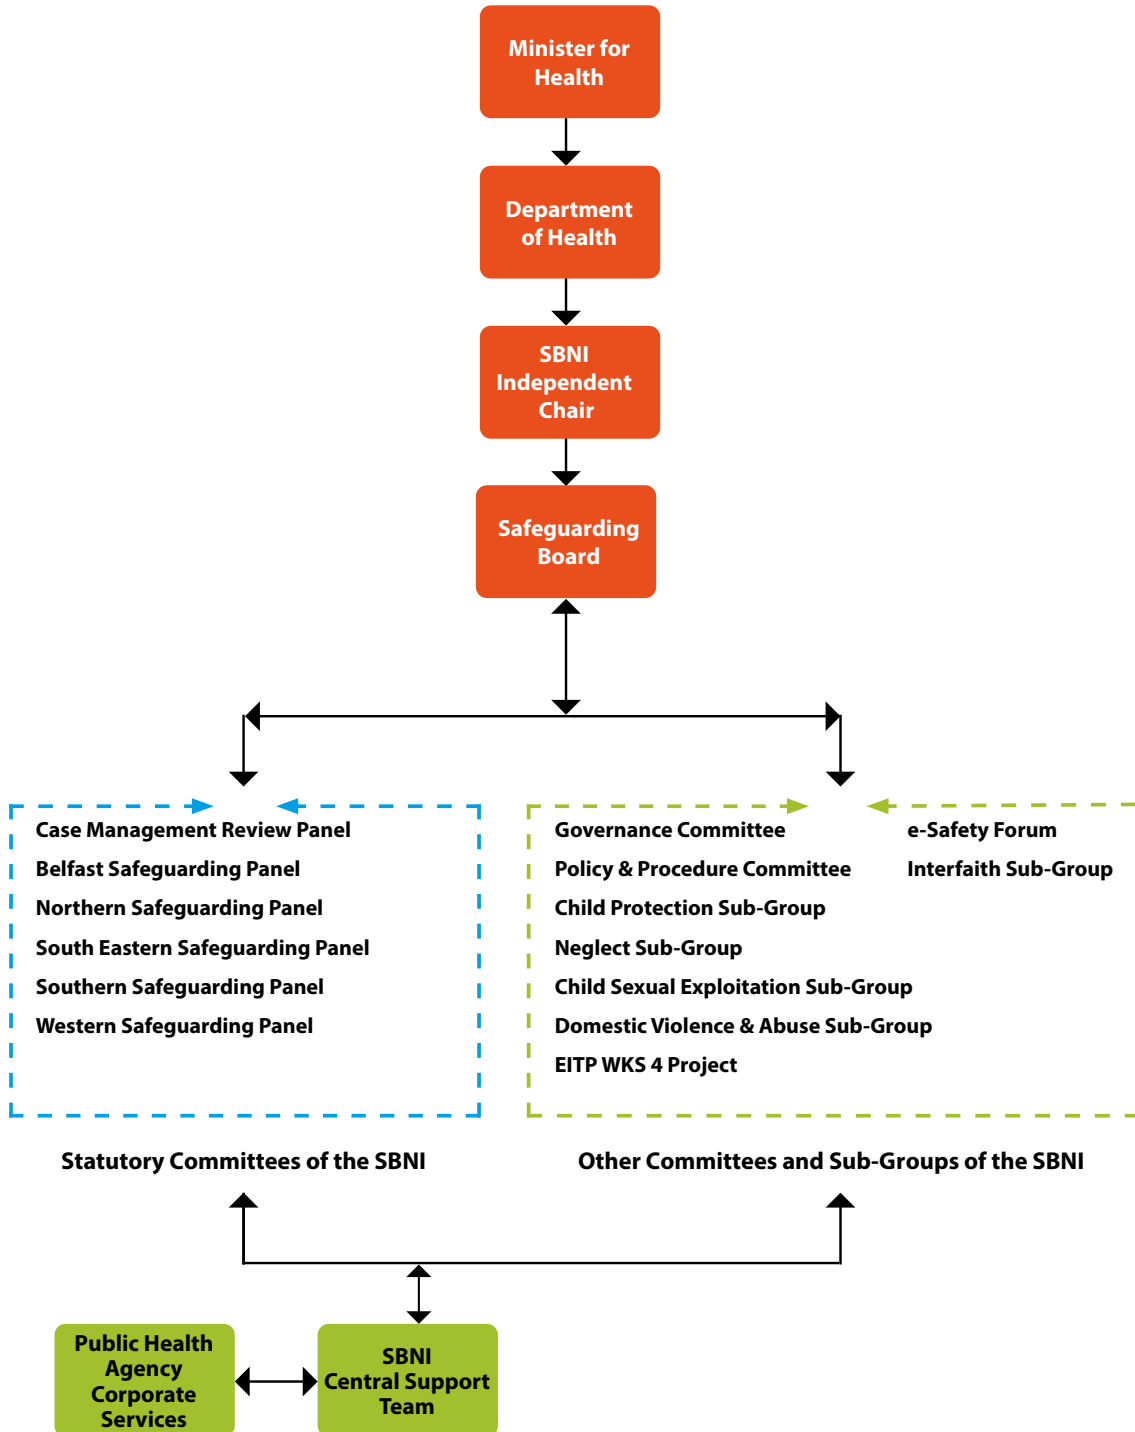 Minister for
Health
Department
of Health
SBNI
Independent
Chair
Safeguarding
Board
Case Management Review Panel
Belfast Safeguarding Panel
Northern Safeguarding Panel
South Eastern Safeguarding Panel
Southern Safeguarding Panel
Western Safeguarding Panel
Governance Committee
Policy & Procedure Committee
Child Protection Sub-Group
Neglect Sub-Group
Child Sexual Exploitation Sub-Group
Domestic Violence & Abuse Sub-Group
EITP WKS 4 Project
e-Safety Forum
Interfaith Sub-Group
Statutory Committees of the SBNI
Other Committees and Sub-Groups of the SBNI
Public Health
Agency
Corporate
Services
SBNI
Central Support
Team